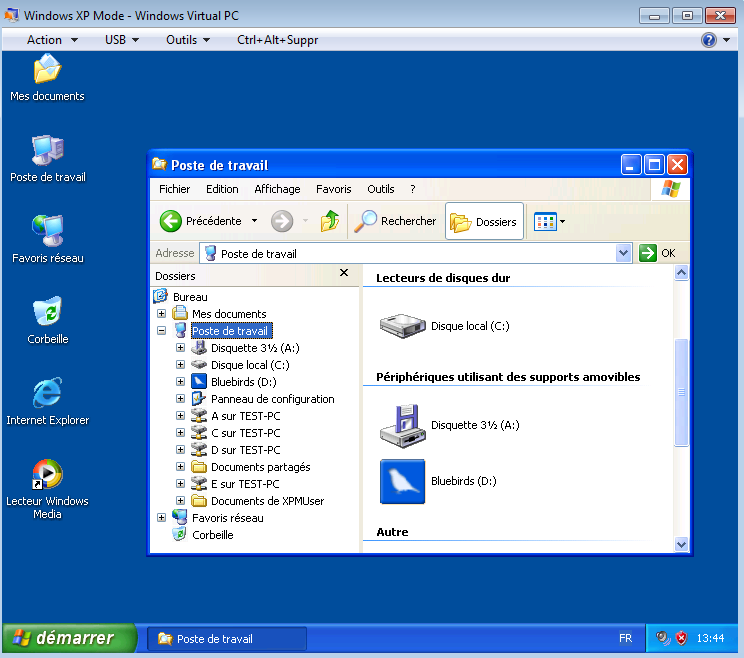 Windows XP Mode - Windows Virtual PC
Action USB Outils Ctrl+Alt+Suppr
Mes documents
Poste de travail
Favoris réseau
Corbeille
Internet Explorer
Lecteur Windows
Media
Poste de travail
Fichier Edition Affichage Favoris Outils ?
Précédente Rechercher Dossiers
Adresse Poste de travail OK
Dossiers
Bureau
Mes documents
Poste de travail
Disquette 3½ (A:)
Disque local (C:)
Bluebirds (D:)
Panneau de configuration
A sur TEST-PC
C sur TEST-PC
D sur TEST-PC
Documents partagés
E sur TEST-PC
Documents de XPMUser
Favoris réseau
Corbeille
Lecteurs de disques dur
Disque local (C:)
Périphériques utilisant des supports amovibles
Disquette 3½ (A:)
Bluebirds (D:)
Autre
démarrer Poste de travail FR 13:44